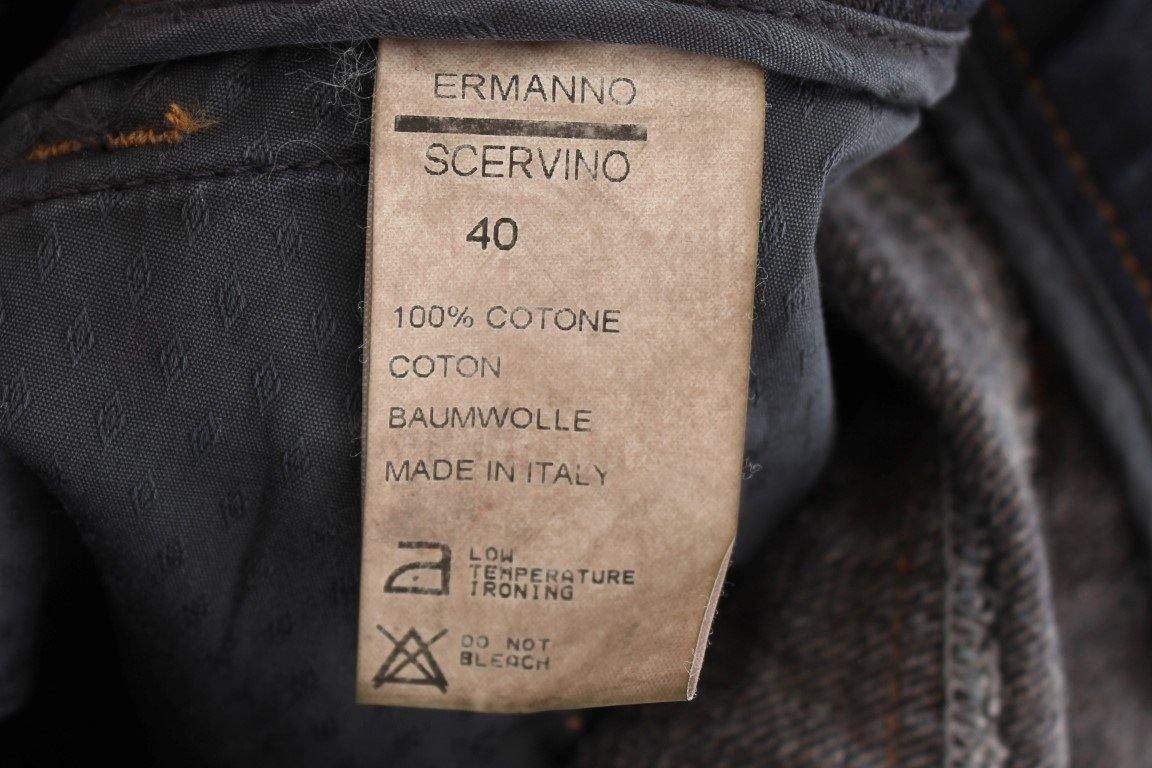 ERMANNO
SCERVINO
40
100% COTONE
COTON
BAUMWOLLE
MADE IN ITALY
LOW
TEMPERATURE
IRONING
DO NOT
BLEACH